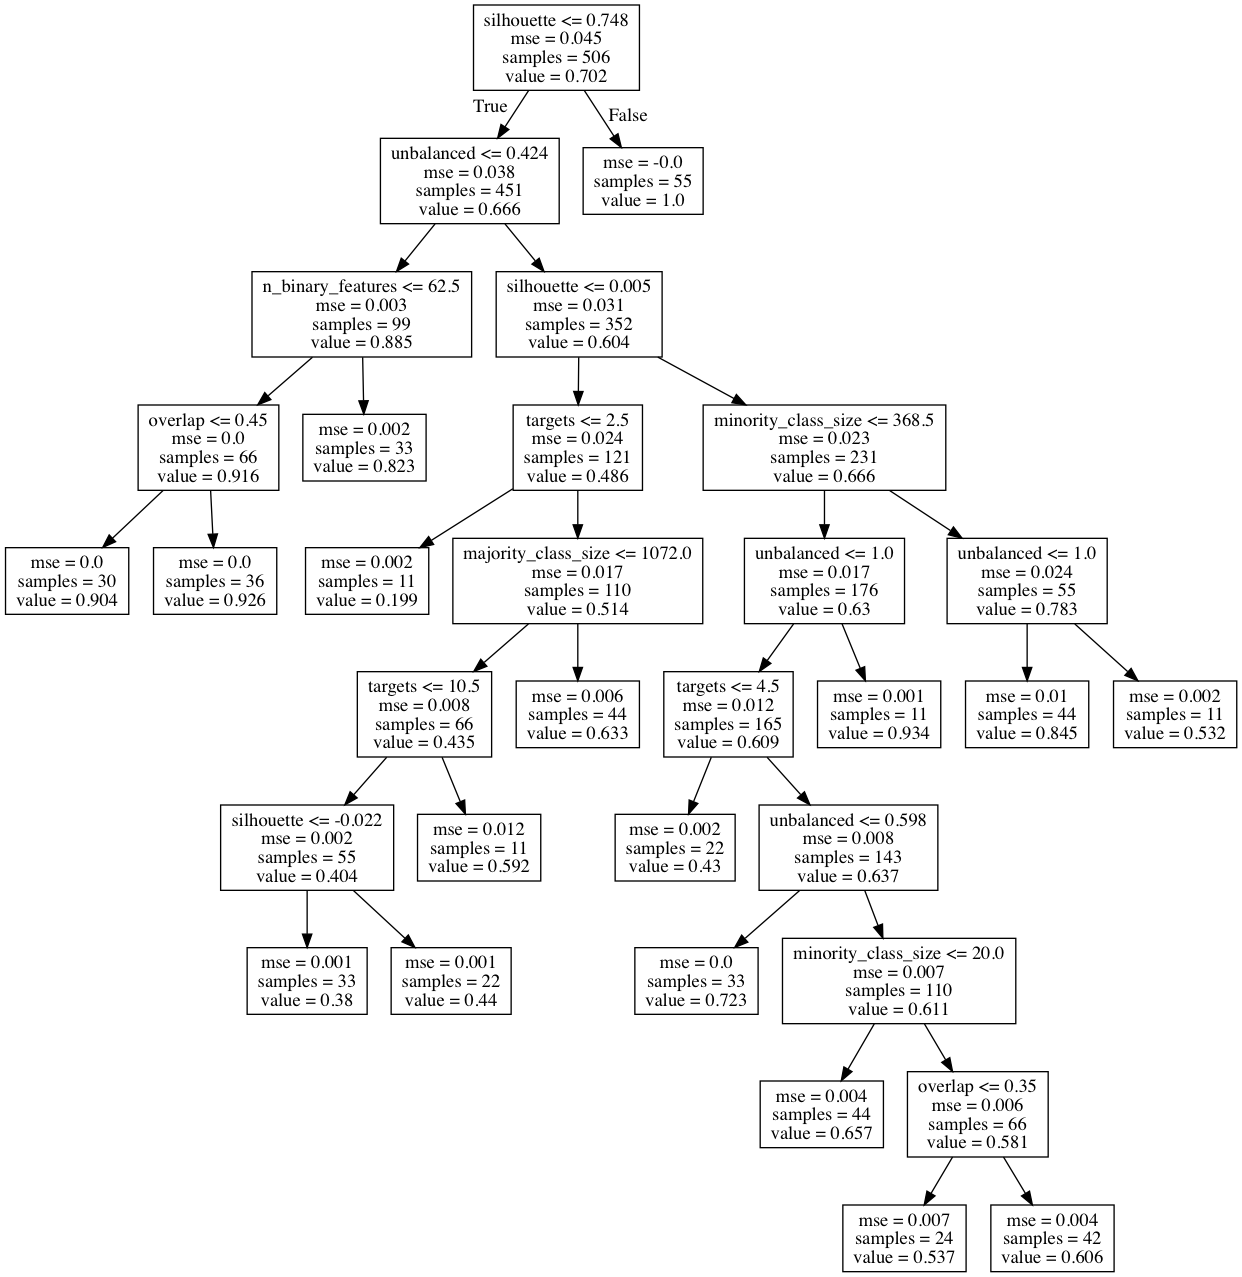 silhouette <= 0.748
mse = 0.045
samples = 506
value = 0.702
True
False
unbalanced <= 0.424
mse = 0.038
samples = 451
value = 0.666
mse = -0.0
samples = 55
value = 1.0
n_binary_features <= 62.5
mse = 0.003
samples = 99
value = 0.885
silhouette <= 0.005
mse = 0.031
samples = 352
value = 0.604
overlap <= 0.45
mse = 0.0
samples = 66
value = 0.916
mse = 0.002
samples = 33
value = 0.823
targets <= 2.5
mse = 0.024
samples = 121
value = 0.486
minority_class_size <= 368.5
mse = 0.023
samples = 231
value = 0.666
mse = 0.0
samples = 30
value = 0.904
mse = 0.0
samples = 36
value = 0.926
mse = 0.002
samples = 11
value = 0.199
majority_class_size <= 1072.0
mse = 0.017
samples = 110
value = 0.514
unbalanced <= 1.0
mse = 0.017
samples = 176
value = 0.63
unbalanced <= 1.0
mse = 0.024
samples = 55
value = 0.783
targets <= 10.5
mse = 0.008
samples = 66
value = 0.435
mse = 0.006
samples = 44
value = 0.633
targets <= 4.5
mse = 0.012
samples = 165
value = 0.609
mse = 0.001
samples = 11
value = 0.934
mse = 0.01
samples = 44
value = 0.845
mse = 0.002
samples = 11
value = 0.532
silhouette <= -0.022
mse = 0.002
samples = 55
value = 0.404
mse = 0.012
samples = 11
value = 0.592
mse = 0.002
samples = 22
value = 0.43
unbalanced <= 0.598
mse = 0.008
samples = 143
value = 0.637
mse = 0.001
samples = 33
value = 0.38
mse = 0.001
samples = 22
value = 0.44
mse = 0.0
samples = 33
value = 0.723
minority_class_size <= 20.0
mse = 0.007
samples = 110
value = 0.611
mse = 0.004
samples = 44
value = 0.657
overlap <= 0.35
mse = 0.006
samples = 66
value = 0.581
mse = 0.007
samples = 24
value = 0.537
mse = 0.004
samples = 42
value = 0.606